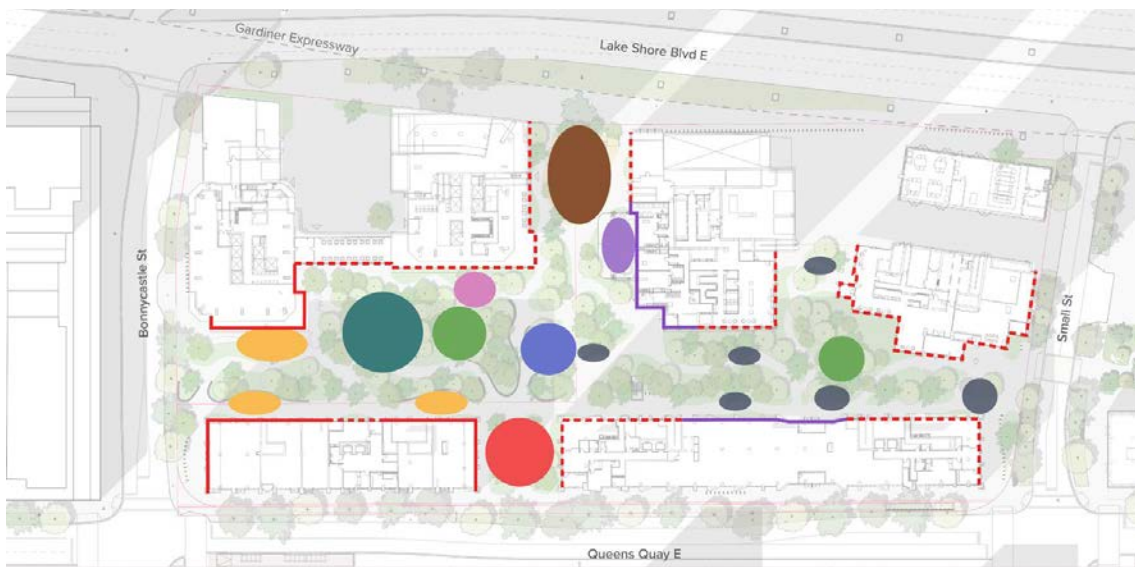 Gardiner Expressway
Lake Shore Blvd E
Bonnycastle St
Small St
Queens Quay E